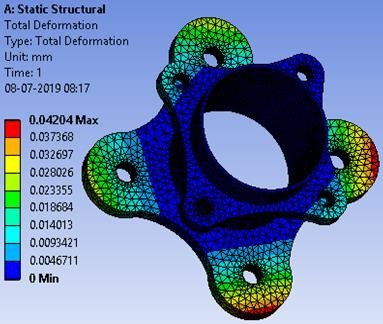 A: Static Structural
Total Deformation
Type: Total Deformation
Unit: mm
Time: 1
08-07-2019 08:17
0.04204 Max
0.037368
0.032697
0.028026
0.023355
0.018684
0.014013
0.0093421
0.0046711
0 Min